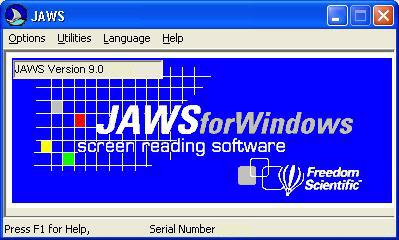 JAWS
Options Utilities Language Help
JAWS Version 9.0
JAWSforWindows
screen reading software
Freedom
Scientific™
Press F1 for Help, Serial Number